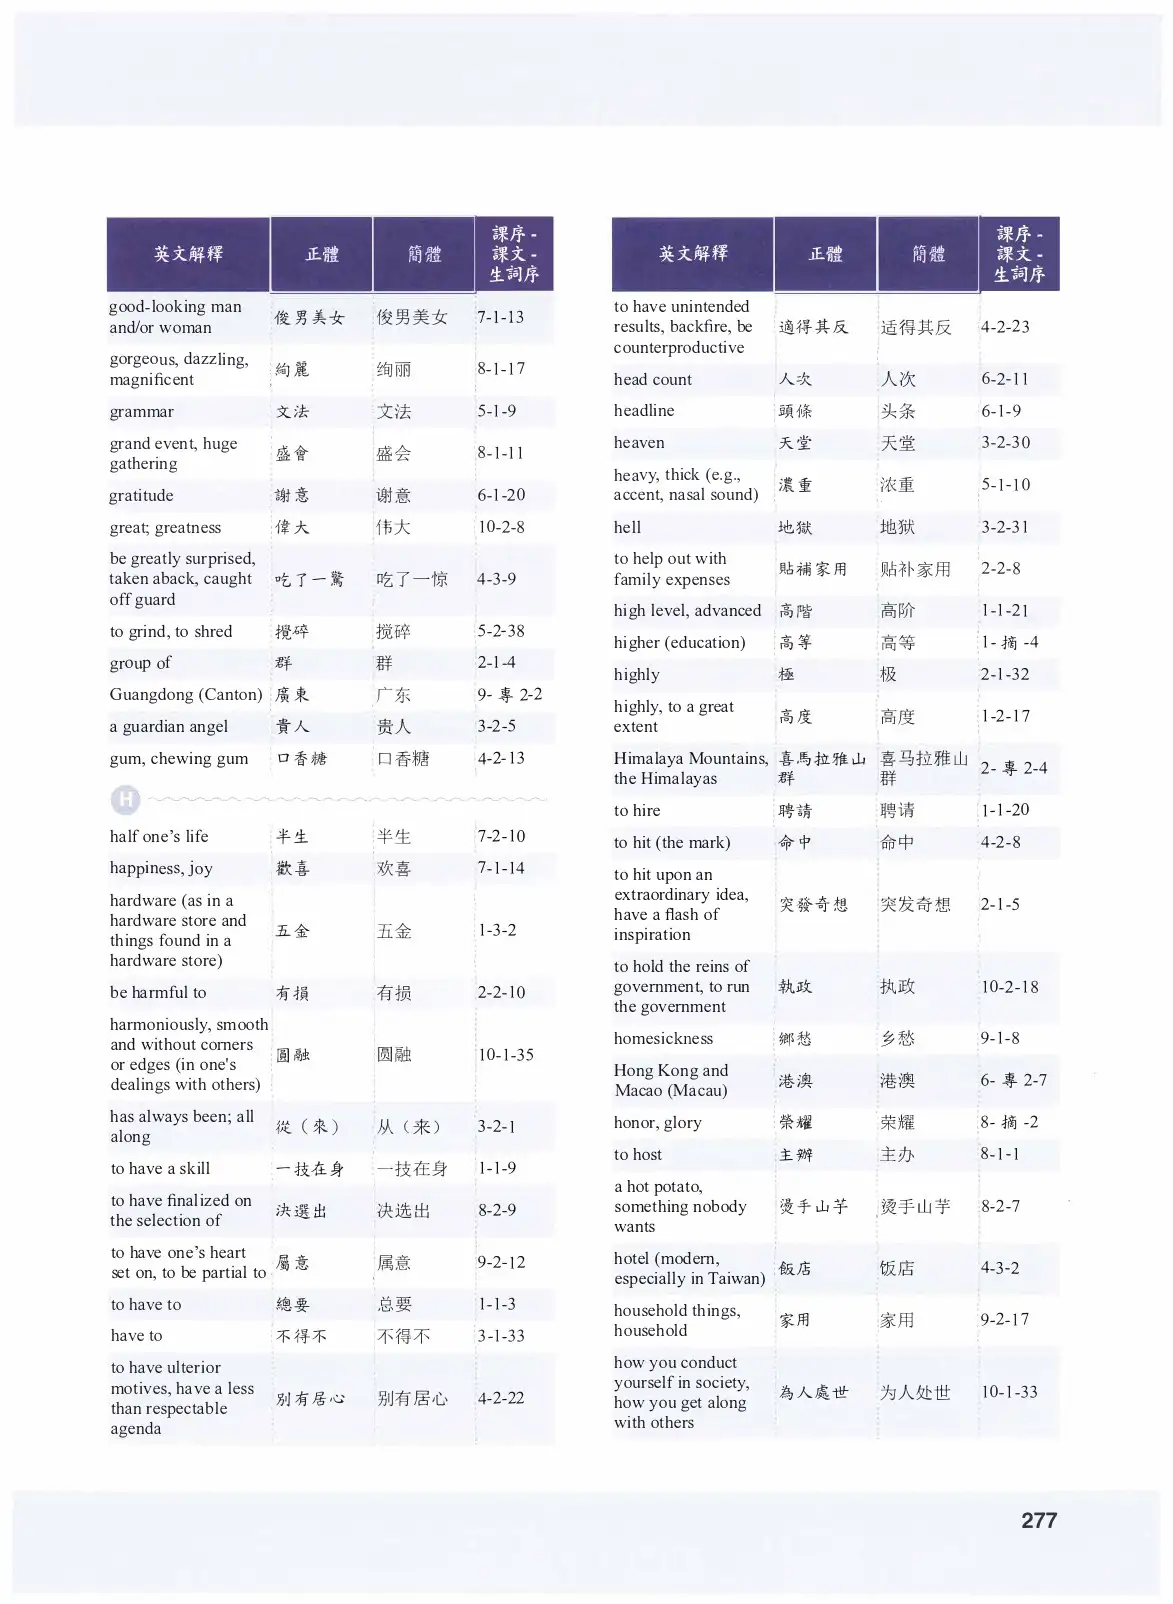 英文解釋 正體 簡體 課序-
課文-
生詞序
good-looking man
and/or woman 俊男美女 俊男美女 7-1-13
gorgeous, dazzling,
magnificent 絢麗 绚丽 8-1-17
grammar 文法 文法 5-1-9
grand event, huge
gathering 盛會 盛会 8-1-11
gratitude 謝意 谢意 6-1-20
great; greatness 偉大 伟大 10-2-8
be greatly surprised,
taken aback, caught
off guard 吃了一驚 吃了一惊 4-3-9
to grind, to shred 攪碎 搅碎 5-2-38
group of 群 群 2-1-4
Guangdong (Canton) 廣東 广东 9- 專 2-2
a guardian angel 貴人 贵人 3-2-5
gum, chewing gum 口香糖 口香糖 4-2-13
H
half one's life 半生 半生 7-2-10
happiness, joy 歡喜 欢喜 7-1-14
hardware (as in a
hardware store and
things found in a
hardware store) 五金 五金 1-3-2
be harmful to 有損 有损 2-2-10
harmoniously, smooth
and without corners
or edges (in one's
dealings with others) 圓融 圆融 10-1-35
has always been; all
along 從（來） 从（来） 3-2-1
to have a skill 一技在身 一技在身 1-1-9
to have finalized on
the selection of 決選出 决选出 8-2-9
to have one's heart
set on, to be partial to 屬意 属意 9-2-12
to have to 總要 总要 1-1-3
have to 不得不 不得不 3-1-33
to have ulterior
motives, have a less
than respectable
agenda 別有居心 别有居心 4-2-22
英文解釋 正體 簡體 課序-
課文-
生詞序
to have unintended
results, backfire, be
counterproductive 適得其反 适得其反 4-2-23
head count 人次 人次 6-2-11
headline 頭條 头条 6-1-9
heaven 天堂 天堂 3-2-30
heavy, thick (e.g.,
accent, nasal sound) 濃重 浓重 5-1-10
hell 地獄 地狱 3-2-31
to help out with
family expenses 貼補家用 贴补家用 2-2-8
high level, advanced 高階 高阶 1-1-21
higher (education) 高等 高等 1- 摘 -4
highly 極 极 2-1-32
highly, to a great
extent 高度 高度 1-2-17
Himalaya Mountains,
the Himalayas 喜馬拉雅山群 喜马拉雅山群 2- 專 2-4
to hire 聘請 聘请 1-1-20
to hit (the mark) 命中 命中 4-2-8
to hit upon an
extraordinary idea,
have a flash of
inspiration 突發奇想 突发奇想 2-1-5
to hold the reins of
government, to run
the government 執政 执政 10-2-18
homesickness 鄉愁 乡愁 9-1-8
Hong Kong and
Macao (Macau) 港澳 港澳 6- 專 2-7
honor, glory 榮耀 荣耀 8- 摘 -2
to host 主辦 主办 8-1-1
a hot potato,
something nobody
wants 燙手山芋 烫手山芋 8-2-7
hotel (modern,
especially in Taiwan) 飯店 饭店 4-3-2
household things,
household 家用 家用 9-2-17
how you conduct
yourself in society,
how you get along
with others 為人處世 为人处世 10-1-33
277